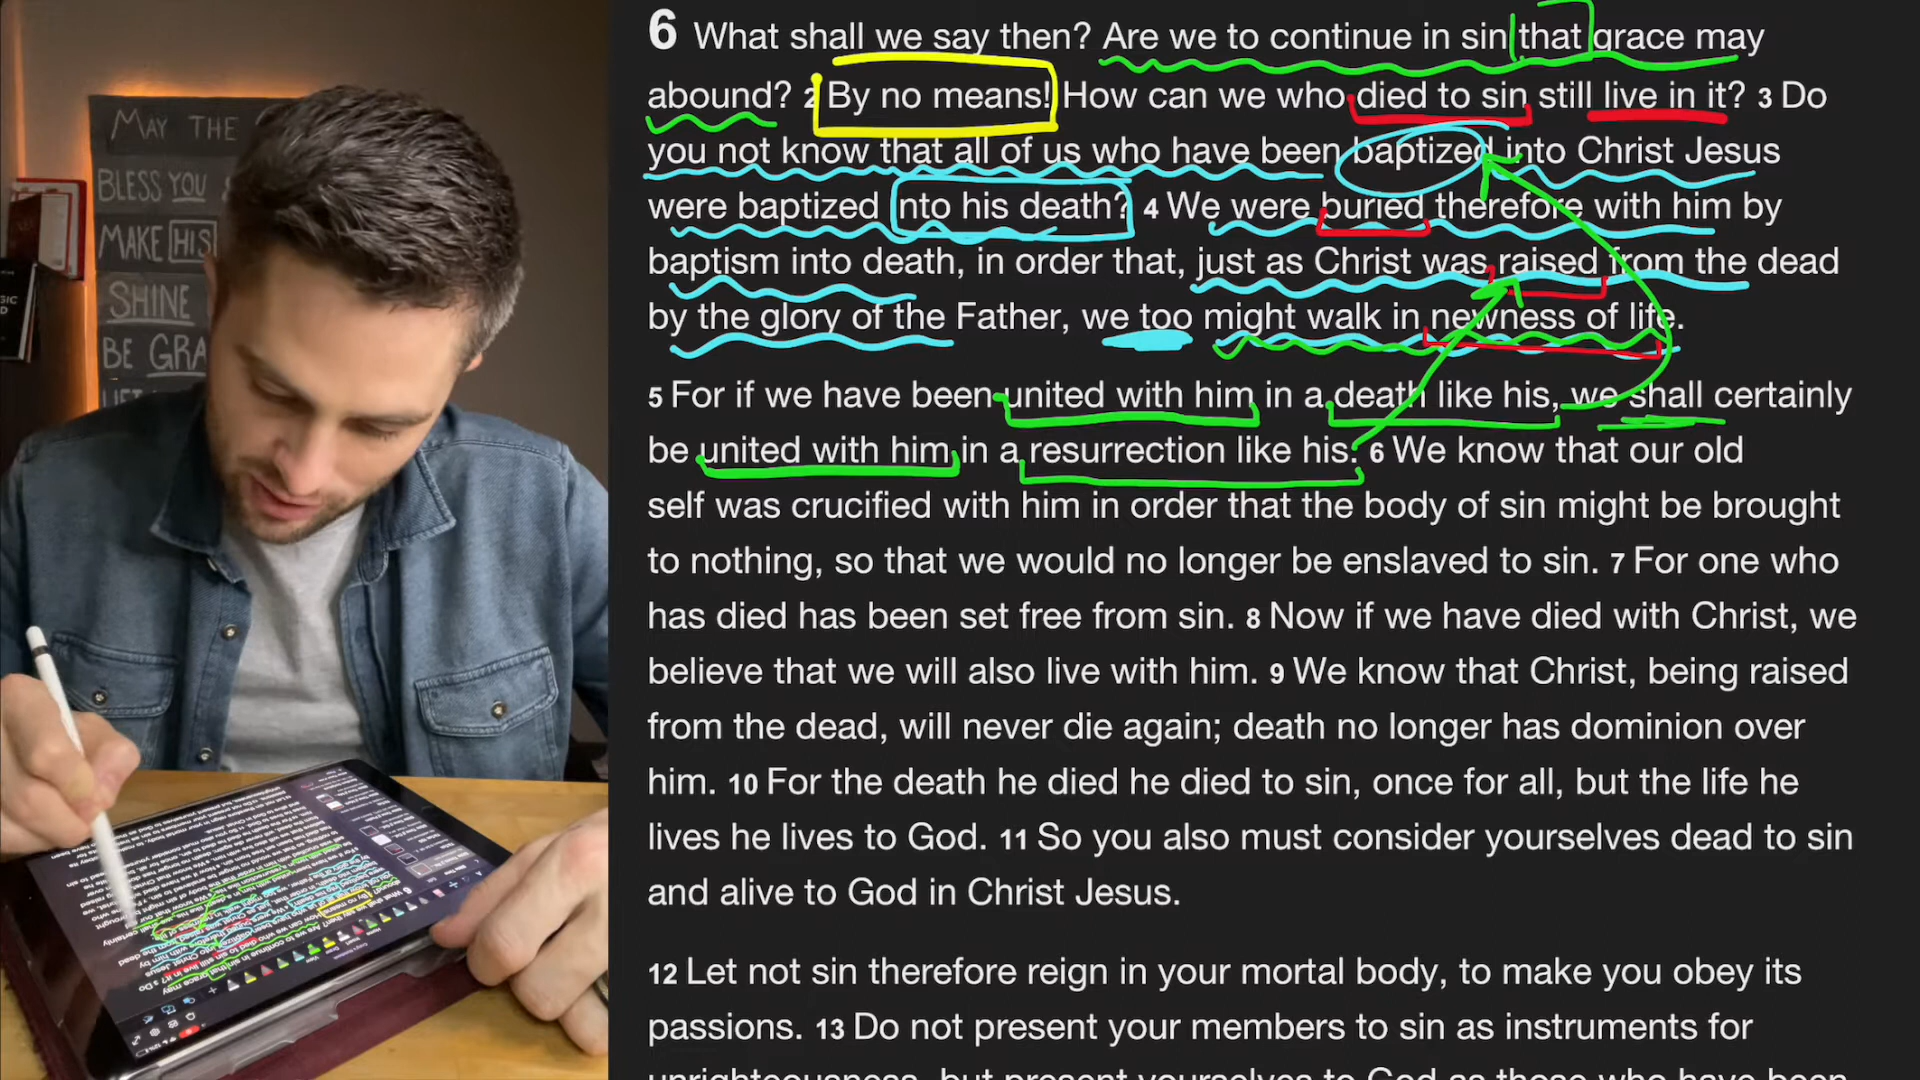 MAY THE
BLESS YOU
MAKE HIS
SHINE
BE GRA
6 What shall we say then? Are we to continue in sin that grace may
abound? 2 By no means! How can we who died to sin still live in it? 3 Do
you not know that all of us who have been baptized into Christ Jesus
were baptized into his death? 4 We were buried therefore with him by
baptism into death, in order that, just as Christ was raised from the dead
by the glory of the Father, we too might walk in newness of life.
5 For if we have been united with him in a death like his, we shall certainly
be united with him in a resurrection like his. 6 We know that our old
self was crucified with him in order that the body of sin might be brought
to nothing, so that we would no longer be enslaved to sin. 7 For one who
has died has been set free from sin. 8 Now if we have died with Christ, we
believe that we will also live with him. 9 We know that Christ, being raised
from the dead, will never die again; death no longer has dominion over
him. 10 For the death he died he died to sin, once for all, but the life he
lives he lives to God. 11 So you also must consider yourselves dead to sin
and alive to God in Christ Jesus.
12 Let not sin therefore reign in your mortal body, to make you obey its
passions. 13 Do not present your members to sin as instruments for
unrighteousness, but present yourselves to God as those who have been